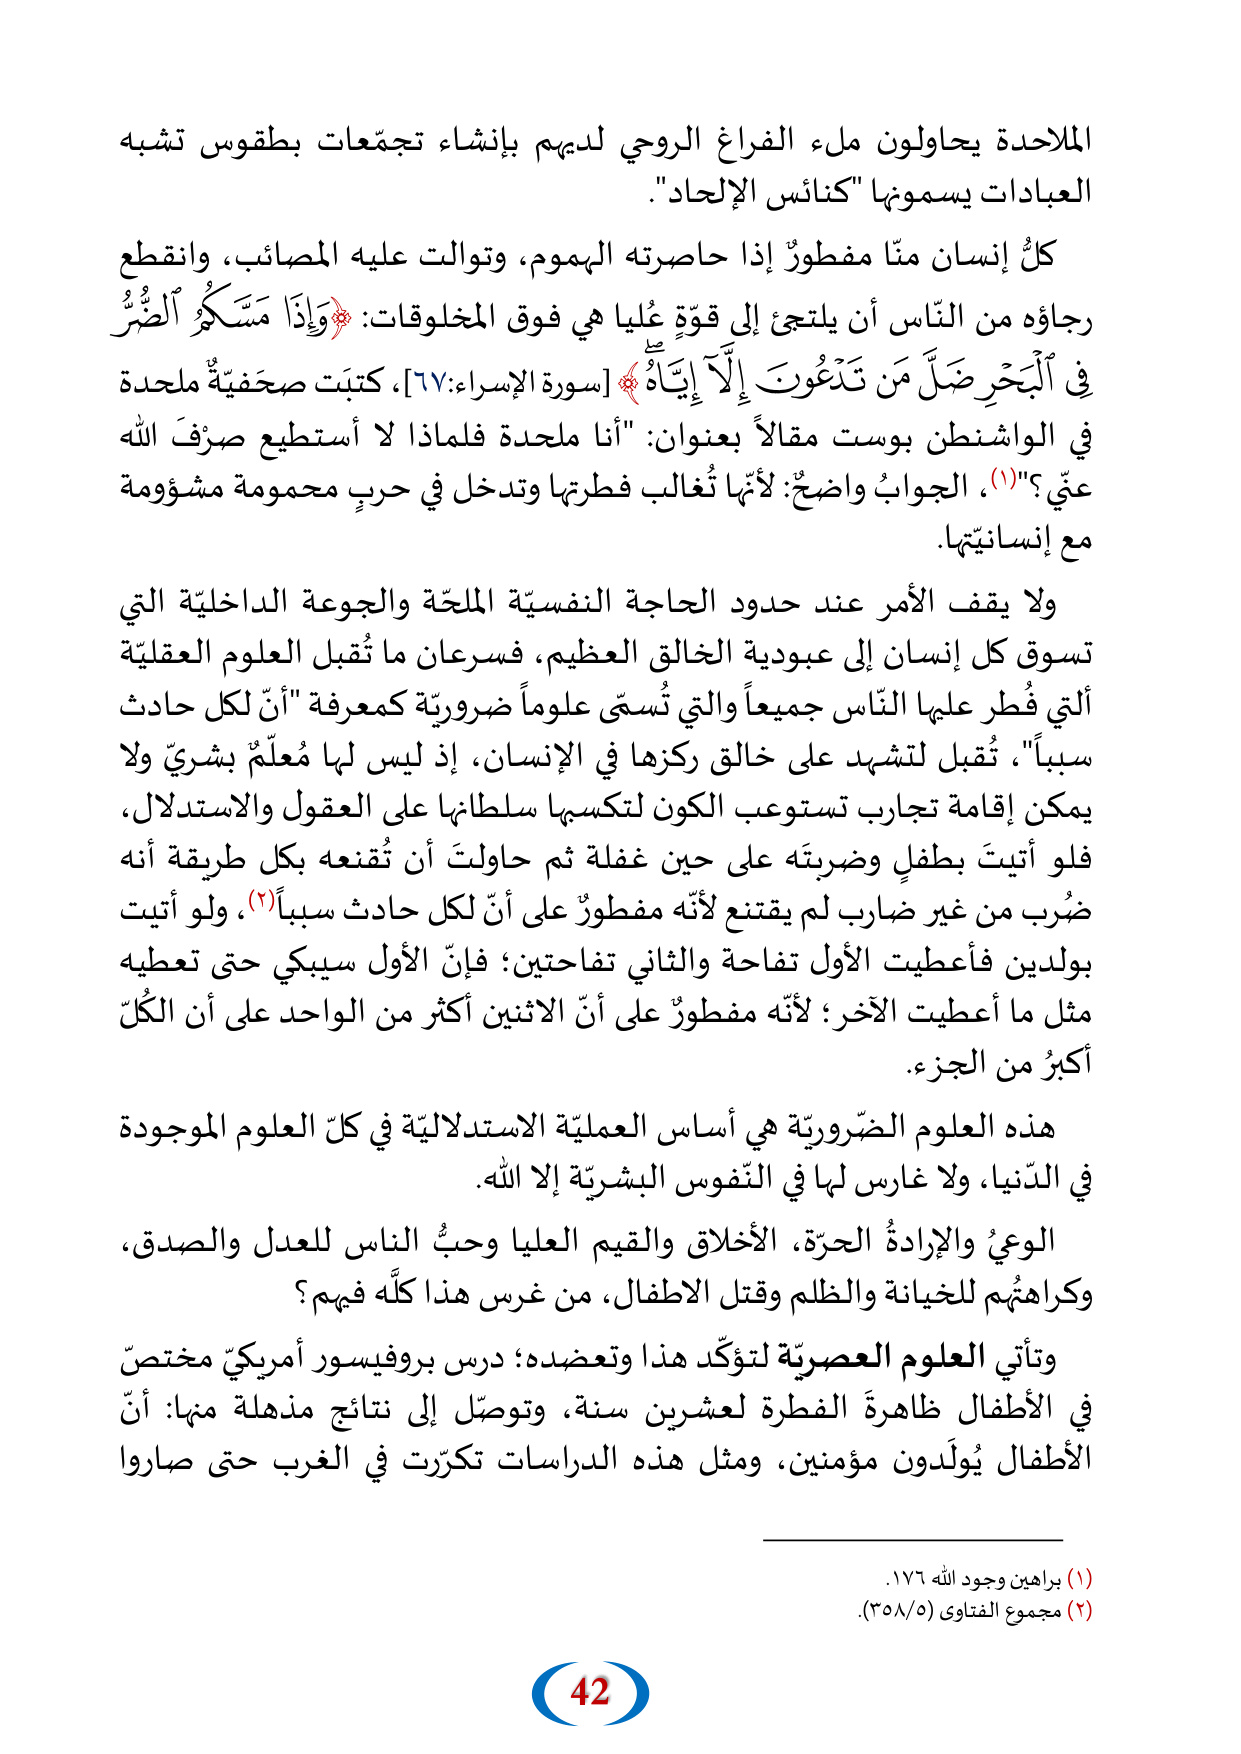 الملاحدة يحاولون ملء الفراغ الروحي لديهم بإنشاء تجمّعات بطقوس تشبه
العبادات يسمونها "كنائس الإلحاد".
كلُّ إنسان منّا مفطورٌ إذا حاصرته الهموم، وتوالت عليه المصائب، وانقطع
رجاؤه من النّاس أن يلتجئ إلى قوّةٍ عُليا هي فوق المخلوقات: ﴿وَإِذَا مَسَّكُمُ ٱلضُّرُّ
فِي ٱلۡبَحۡرِ ضَلَّ مَن تَدۡعُونَ إِلَّآ إِيَّاهُۖ﴾ [سورة الإسراء:٦٧]، كتبَت صحَفيّةٌ ملحدة
في الواشنطن بوست مقالاً بعنوان: "أنا ملحدة فلماذا لا أستطيع صرْفَ الله
عنّي؟"(١)، الجوابُ واضحٌ: لأنّها تُغالب فطرتها وتدخل في حربٍ محمومة مشؤومة
مع إنسانيّتها.
ولا يقف الأمر عند حدود الحاجة النفسيّة الملحّة والجوعة الداخليّة التي
تسوق كل إنسان إلى عبودية الخالق العظيم، فسرعان ما تُقبل العلوم العقليّة
ألتي فُطر عليها النّاس جميعاً والتي تُسمّى علوماً ضروريّة كمعرفة "أنّ لكل حادث
سبباً"، تُقبل لتشهد على خالق ركزها في الإنسان، إذ ليس لها مُعلّمٌ بشريّ ولا
يمكن إقامة تجارب تستوعب الكون لتكسبها سلطانها على العقول والاستدلال،
فلو أتيتَ بطفلٍ وضربتَه على حين غفلة ثم حاولتَ أن تُقنعه بكل طريقة أنه
ضُرب من غير ضارب لم يقتنع لأنّه مفطورٌ على أنّ لكل حادث سبباً(٢)، ولو أتيت
بولدين فأعطيت الأول تفاحة والثاني تفاحتين؛ فإنّ الأول سيبكي حتى تعطيه
مثل ما أعطيت الآخر؛ لأنّه مفطورٌ على أنّ الاثنين أكثر من الواحد على أن الكُلّ
أكبرُ من الجزء.
هذه العلوم الضّروريّة هي أساس العمليّة الاستدلاليّة في كلّ العلوم الموجودة
في الدّنيا، ولا غارس لها في النّفوس البشريّة إلا الله.
الوعيُ والإرادةُ الحرّة، الأخلاق والقيم العليا وحبُّ الناس للعدل والصدق،
وكراهتُهم للخيانة والظلم وقتل الاطفال، من غرس هذا كلَّه فيهم؟
وتأتي العلوم العصريّة لتؤكّد هذا وتعضده؛ درس بروفيسور أمريكيّ مختصّ
في الأطفال ظاهرةَ الفطرة لعشرين سنة، وتوصّل إلى نتائج مذهلة منها: أنّ
الأطفال يُولَدون مؤمنين، ومثل هذه الدراسات تكرّرت في الغرب حتى صاروا
(١) براهين وجود الله ١٧٦.
(٢) مجموع الفتاوى (٣٥٨/٥).
42